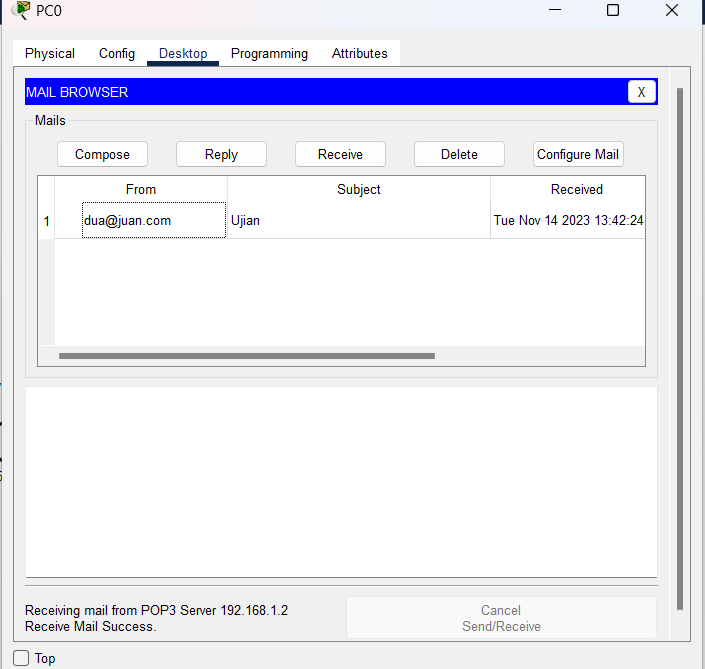 PC0
Physical Config Desktop Programming Attributes
MAIL BROWSER X
Mails
Compose Reply Receive Delete Configure Mail
From Subject Received
1 dua@juan.com Ujian Tue Nov 14 2023 13:42:24
Receiving mail from POP3 Server 192.168.1.2
Receive Mail Success.
Cancel
Send/Receive
Top